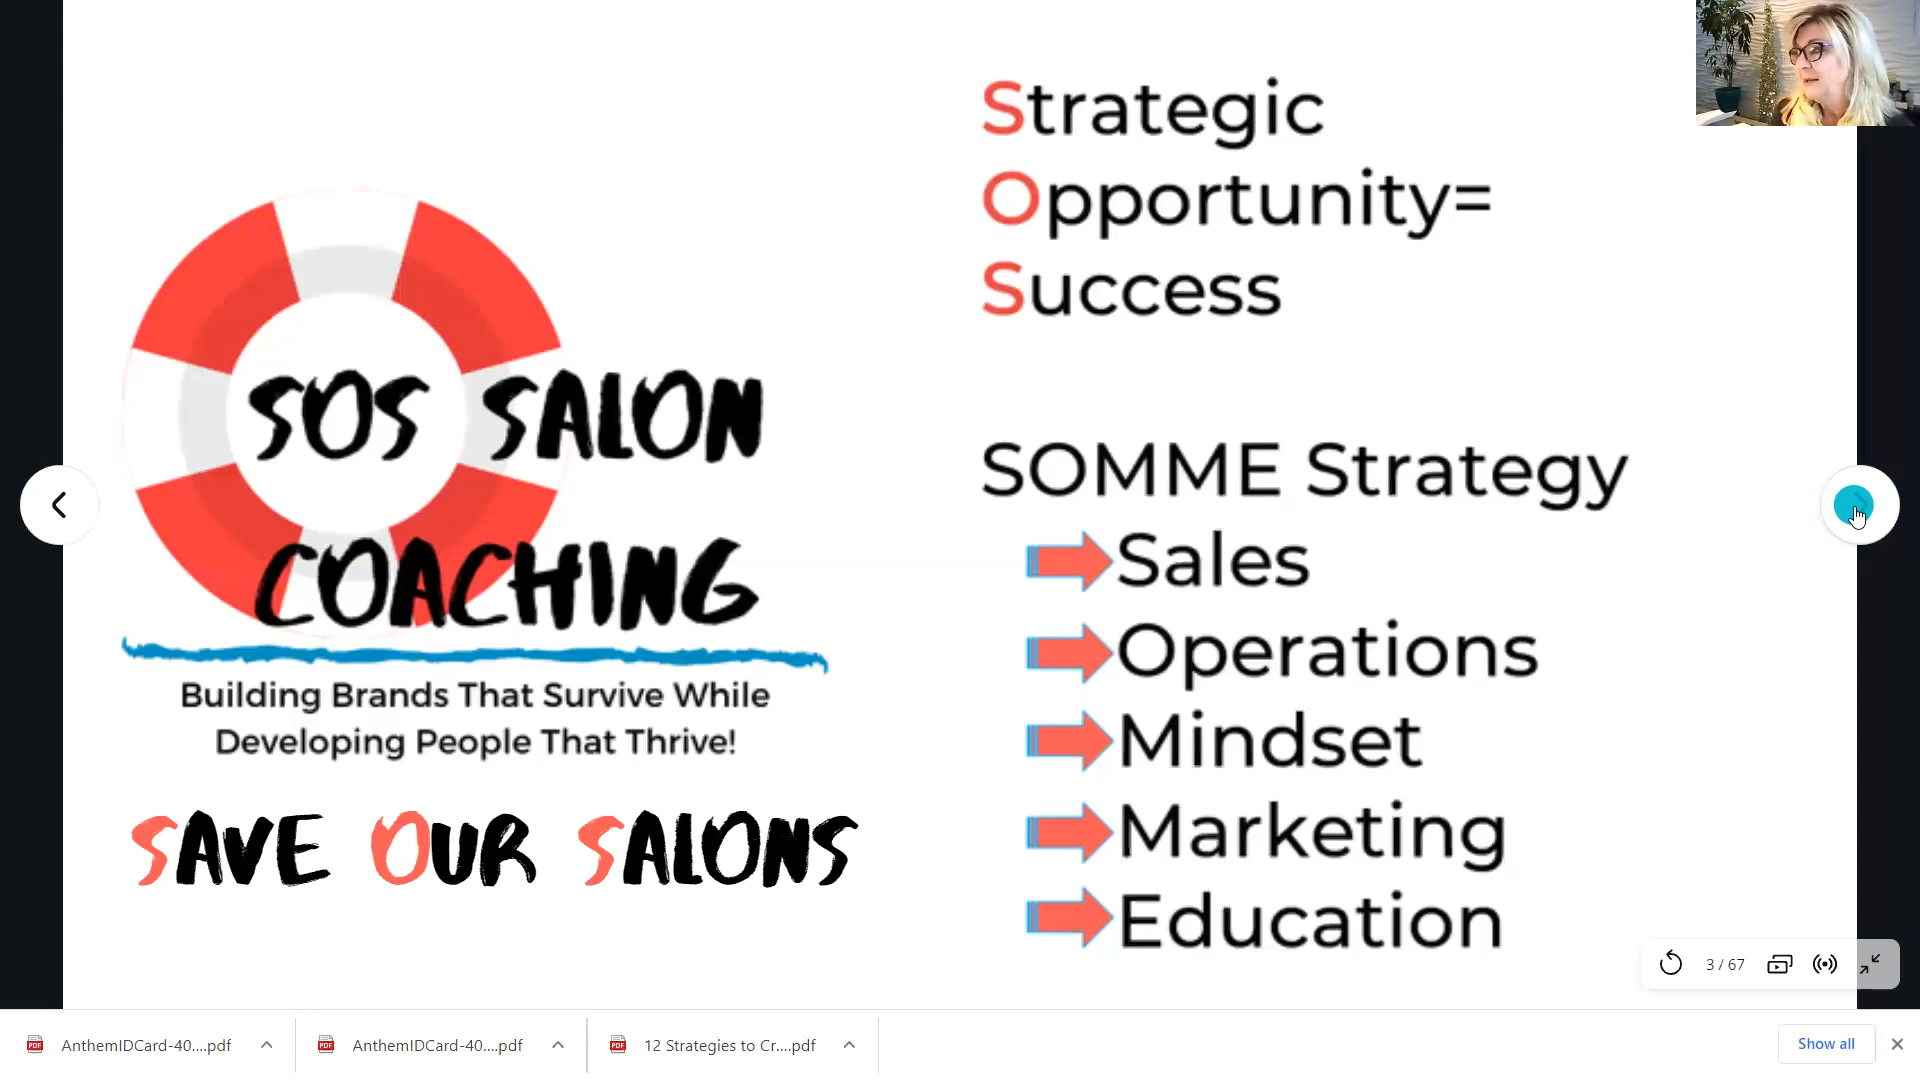 SOS SALON
COACHING
Building Brands That Survive While
Developing People That Thrive!
SAVE OUR SALONS
Strategic
Opportunity=
Success
SOMME Strategy
Sales
Operations
Mindset
Marketing
Education
3 / 67
AnthemIDCard-40....pdf
AnthemIDCard-40....pdf
12 Strategies to Cr....pdf
Show all